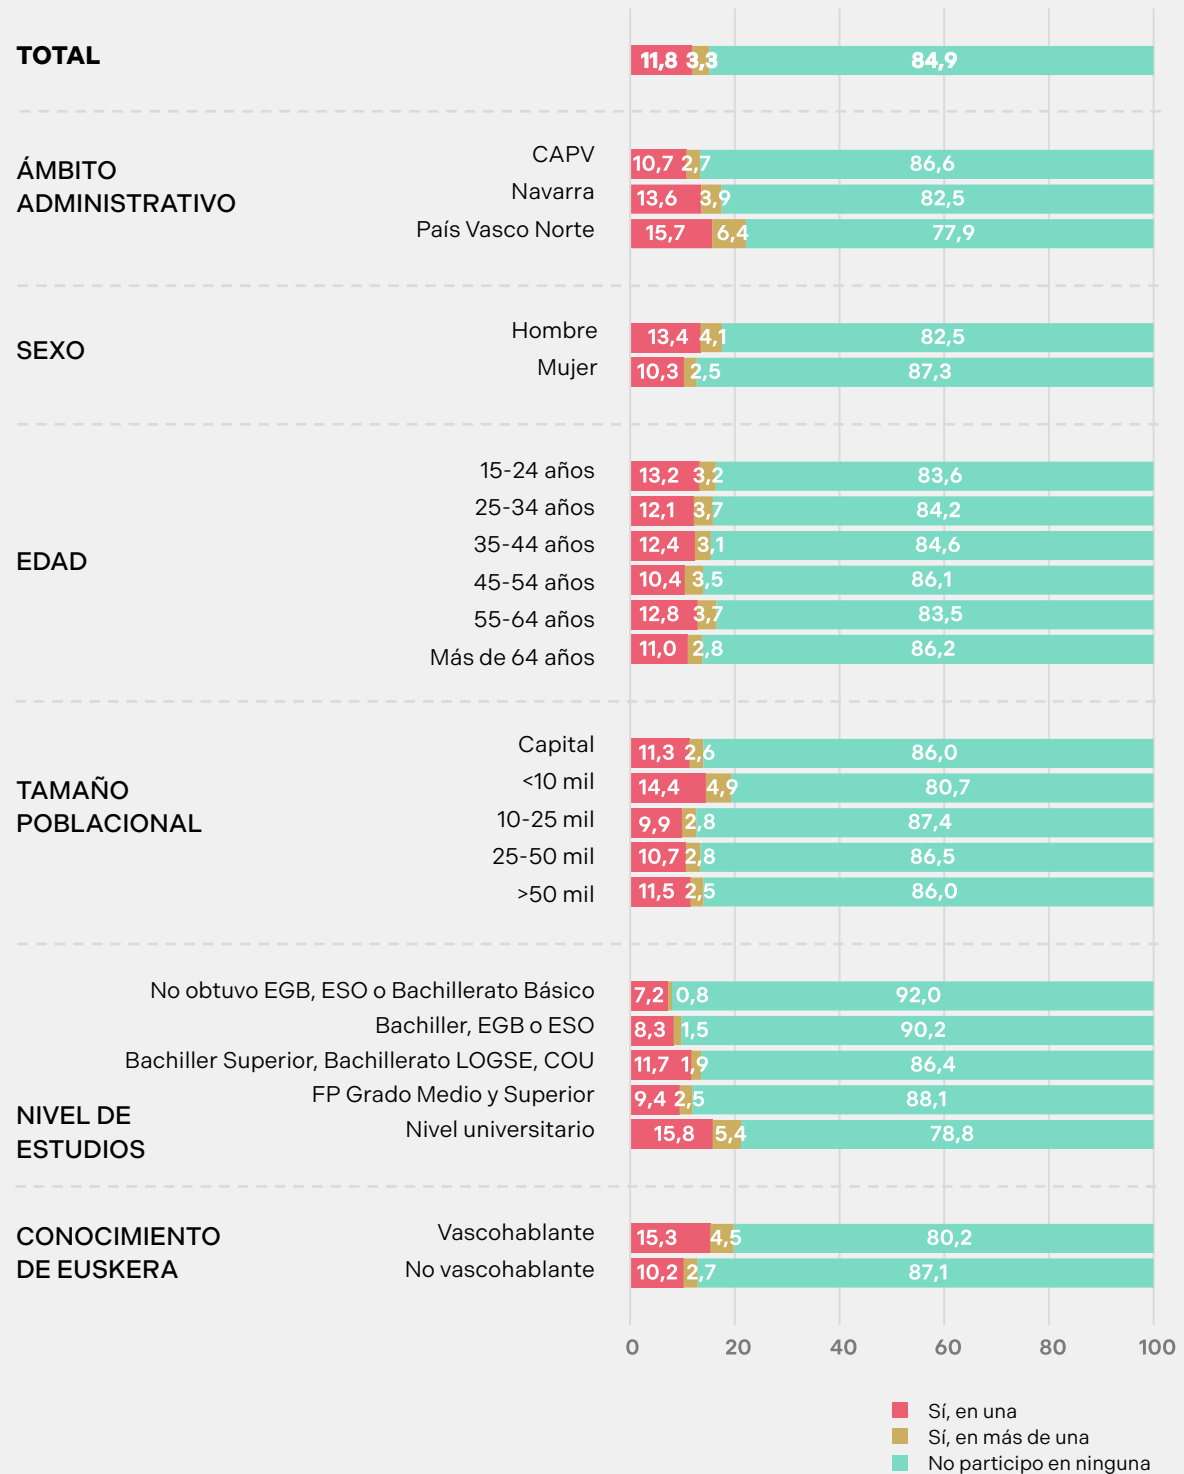 TOTAL
11,8 3,3 84,9
ÁMBITO
ADMINISTRATIVO
CAPV
10,7 2,7 86,6
Navarra
13,6 3,9 82,5
País Vasco Norte
15,7 6,4 77,9
SEXO
Hombre
13,4 4,1 82,5
Mujer
10,3 2,5 87,3
EDAD
15-24 años
13,2 3,2 83,6
25-34 años
12,1 3,7 84,2
35-44 años
12,4 3,1 84,6
45-54 años
10,4 3,5 86,1
55-64 años
12,8 3,7 83,5
Más de 64 años
11,0 2,8 86,2
TAMAÑO
POBLACIONAL
Capital
11,3 2,6 86,0
<10 mil
14,4 4,9 80,7
10-25 mil
9,9 2,8 87,4
25-50 mil
10,7 2,8 86,5
>50 mil
11,5 2,5 86,0
NIVEL DE
ESTUDIOS
No obtuvo EGB, ESO o Bachillerato Básico
7,2 0,8 92,0
Bachiller, EGB o ESO
8,3 1,5 90,2
Bachiller Superior, Bachillerato LOGSE, COU
11,7 1,9 86,4
FP Grado Medio y Superior
9,4 2,5 88,1
Nivel universitario
15,8 5,4 78,8
CONOCIMIENTO
DE EUSKERA
Vascohablante
15,3 4,5 80,2
No vascohablante
10,2 2,7 87,1
0 20 40 60 80 100
Sí, en una
Sí, en más de una
No participo en ninguna